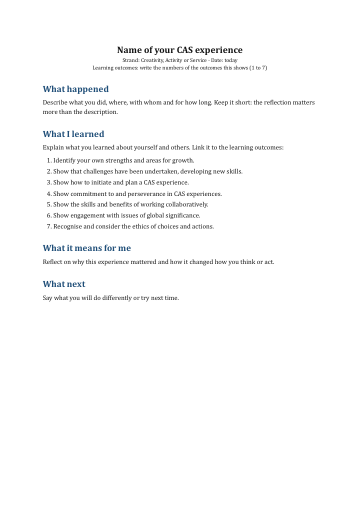 Name of your CAS experience
Strand: Creativity, Activity or Service · Date: today
Learning outcomes: write the numbers of the outcomes this shows (1 to 7)
What happened
Describe what you did, where, with whom and for how long. Keep it short: the reflection matters
more than the description.
What I learned
Explain what you learned about yourself and others. Link it to the learning outcomes:
1. Identify your own strengths and areas for growth.
2. Show that challenges have been undertaken, developing new skills.
3. Show how to initiate and plan a CAS experience.
4. Show commitment to and perseverance in CAS experiences.
5. Show the skills and benefits of working collaboratively.
6. Show engagement with issues of global significance.
7. Recognise and consider the ethics of choices and actions.
What it means for me
Reflect on why this experience mattered and how it changed how you think or act.
What next
Say what you will do differently or try next time.